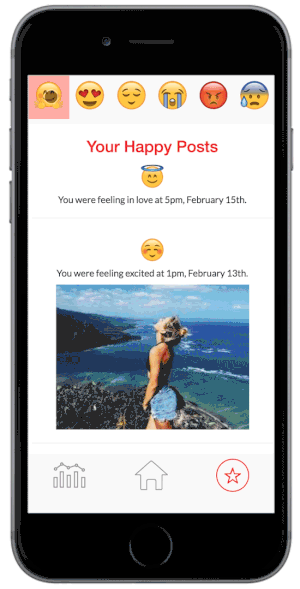 Your Happy Posts
You were feeling in love at 5pm, February 15th.
You were feeling excited at 1pm, February 13th.